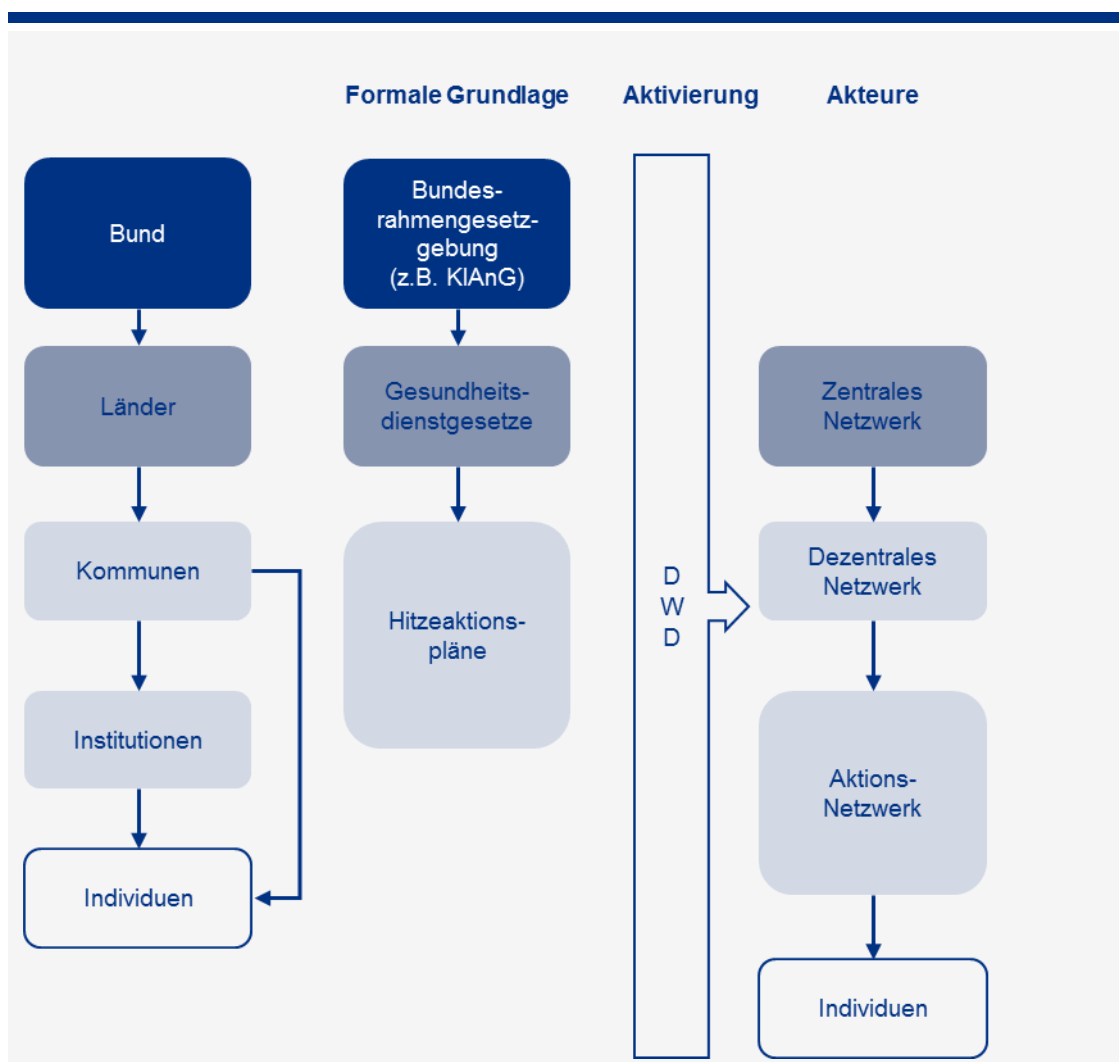 Formale Grundlage
Aktivierung
Akteure
Bund
Länder
Kommunen
Institutionen
Individuen
Bundes-
rahmengesetz-
gebung
(z.B. KlAnG)
Gesundheits-
dienstgesetze
Hitzeaktions-
pläne
D
W
D
Zentrales
Netzwerk
Dezentrales
Netzwerk
Aktions-
Netzwerk
Individuen